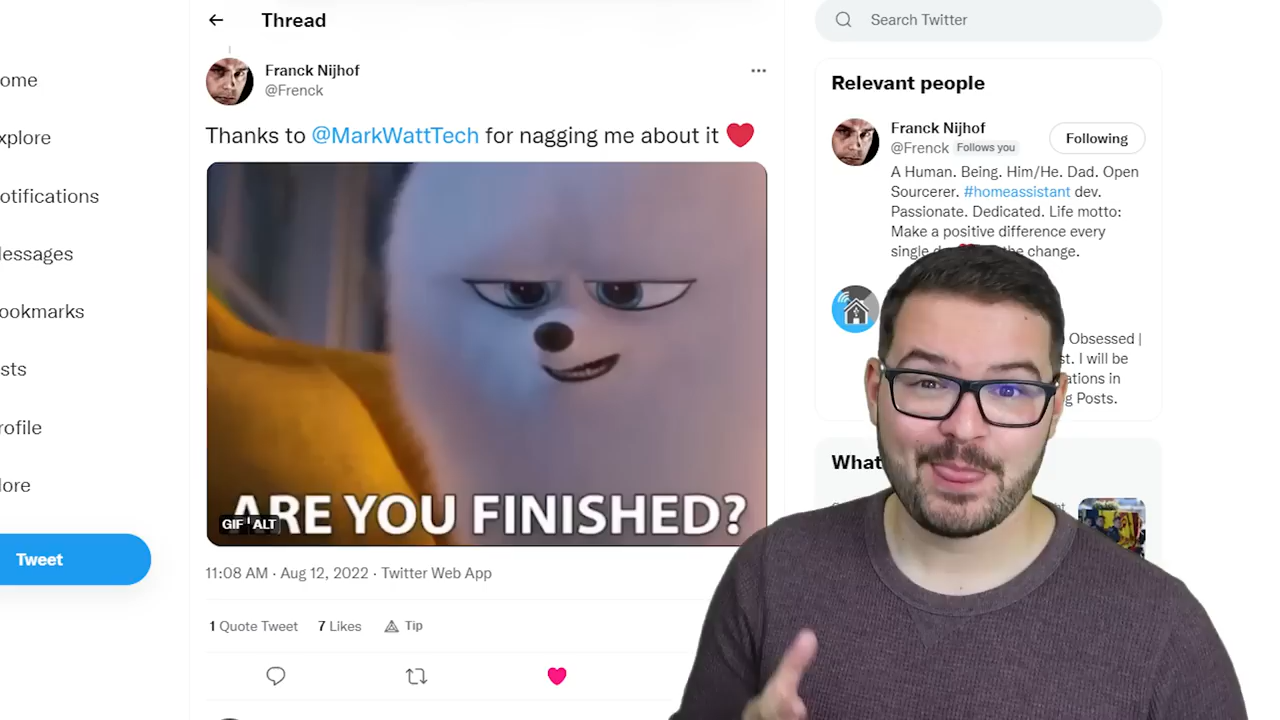 Thread
Search Twitter
ome
xplore
otifications
lessages
ookmarks
sts
rofile
lore
Tweet
Franck Nijhof
@Frenck
Thanks to @MarkWattTech for nagging me about it ❤️
ARE YOU FINISHED?
GIF ALT
11:08 AM · Aug 12, 2022 · Twitter Web App
1 Quote Tweet 7 Likes Tip
Relevant people
Franck Nijhof
@Frenck Follows you
Following
A Human. Being. Him/He. Dad. Open
Sourcerer. #homeassistant dev.
Passionate. Dedicated. Life motto:
Make a positive difference every
single the change.
Obsessed |
st. I will be
ations in
g Posts.
What